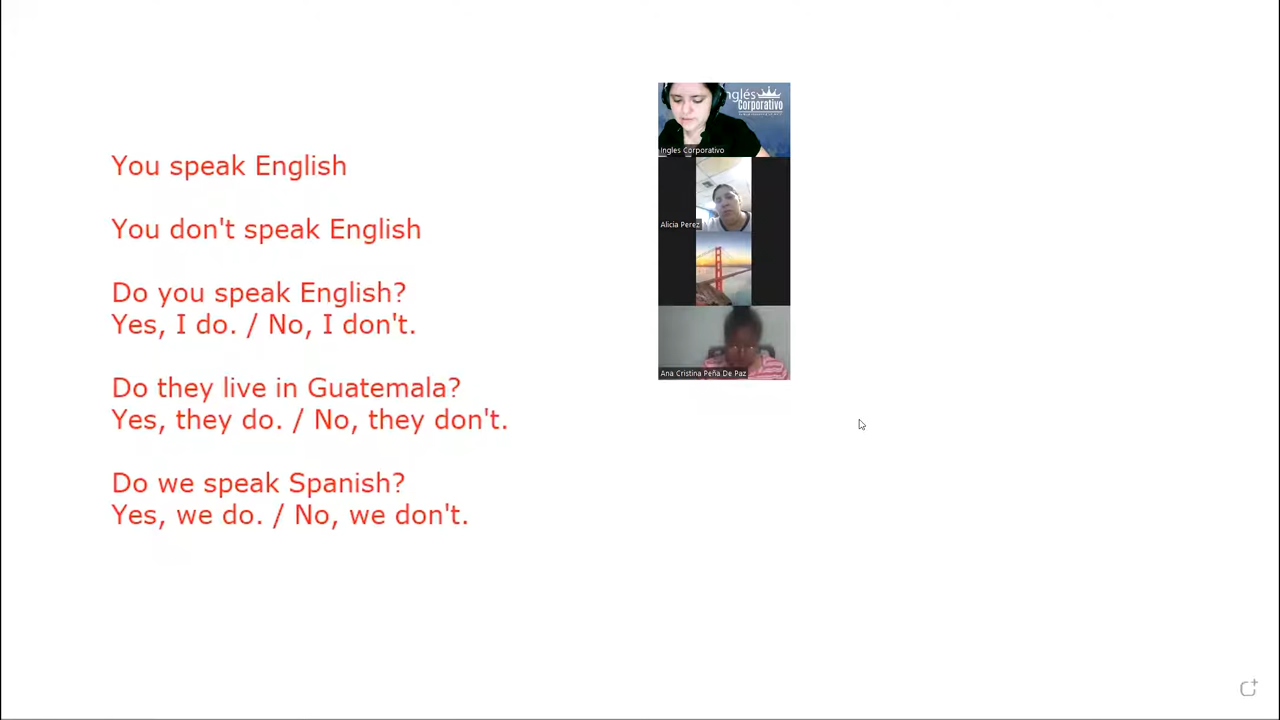 You speak English
You don't speak English
Do you speak English?
Yes, I do. / No, I don't.
Do they live in Guatemala?
Yes, they do. / No, they don't.
Do we speak Spanish?
Yes, we do. / No, we don't.
nglés
Corporativo
Ingles Corporativo
Alicia Perez
Ana Cristina Peña De Paz